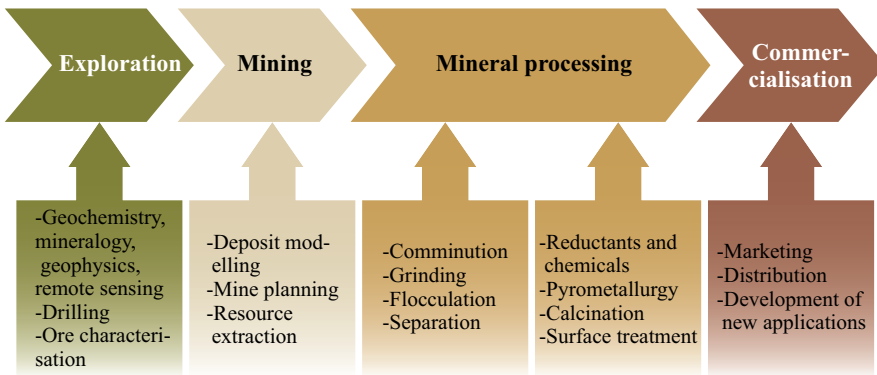 Exploration
Mining
Mineral processing
Commer-
cialisation
-Geochemistry,
mineralogy,
geophysics,
remote sensing
-Drilling
-Ore characteri-
sation
-Deposit mod-
elling
-Mine planning
-Resource
extraction
-Comminution
-Grinding
-Flocculation
-Separation
-Reductants and
chemicals
-Pyrometallurgy
-Calcination
-Surface treatment
-Marketing
-Distribution
-Development of
new applications